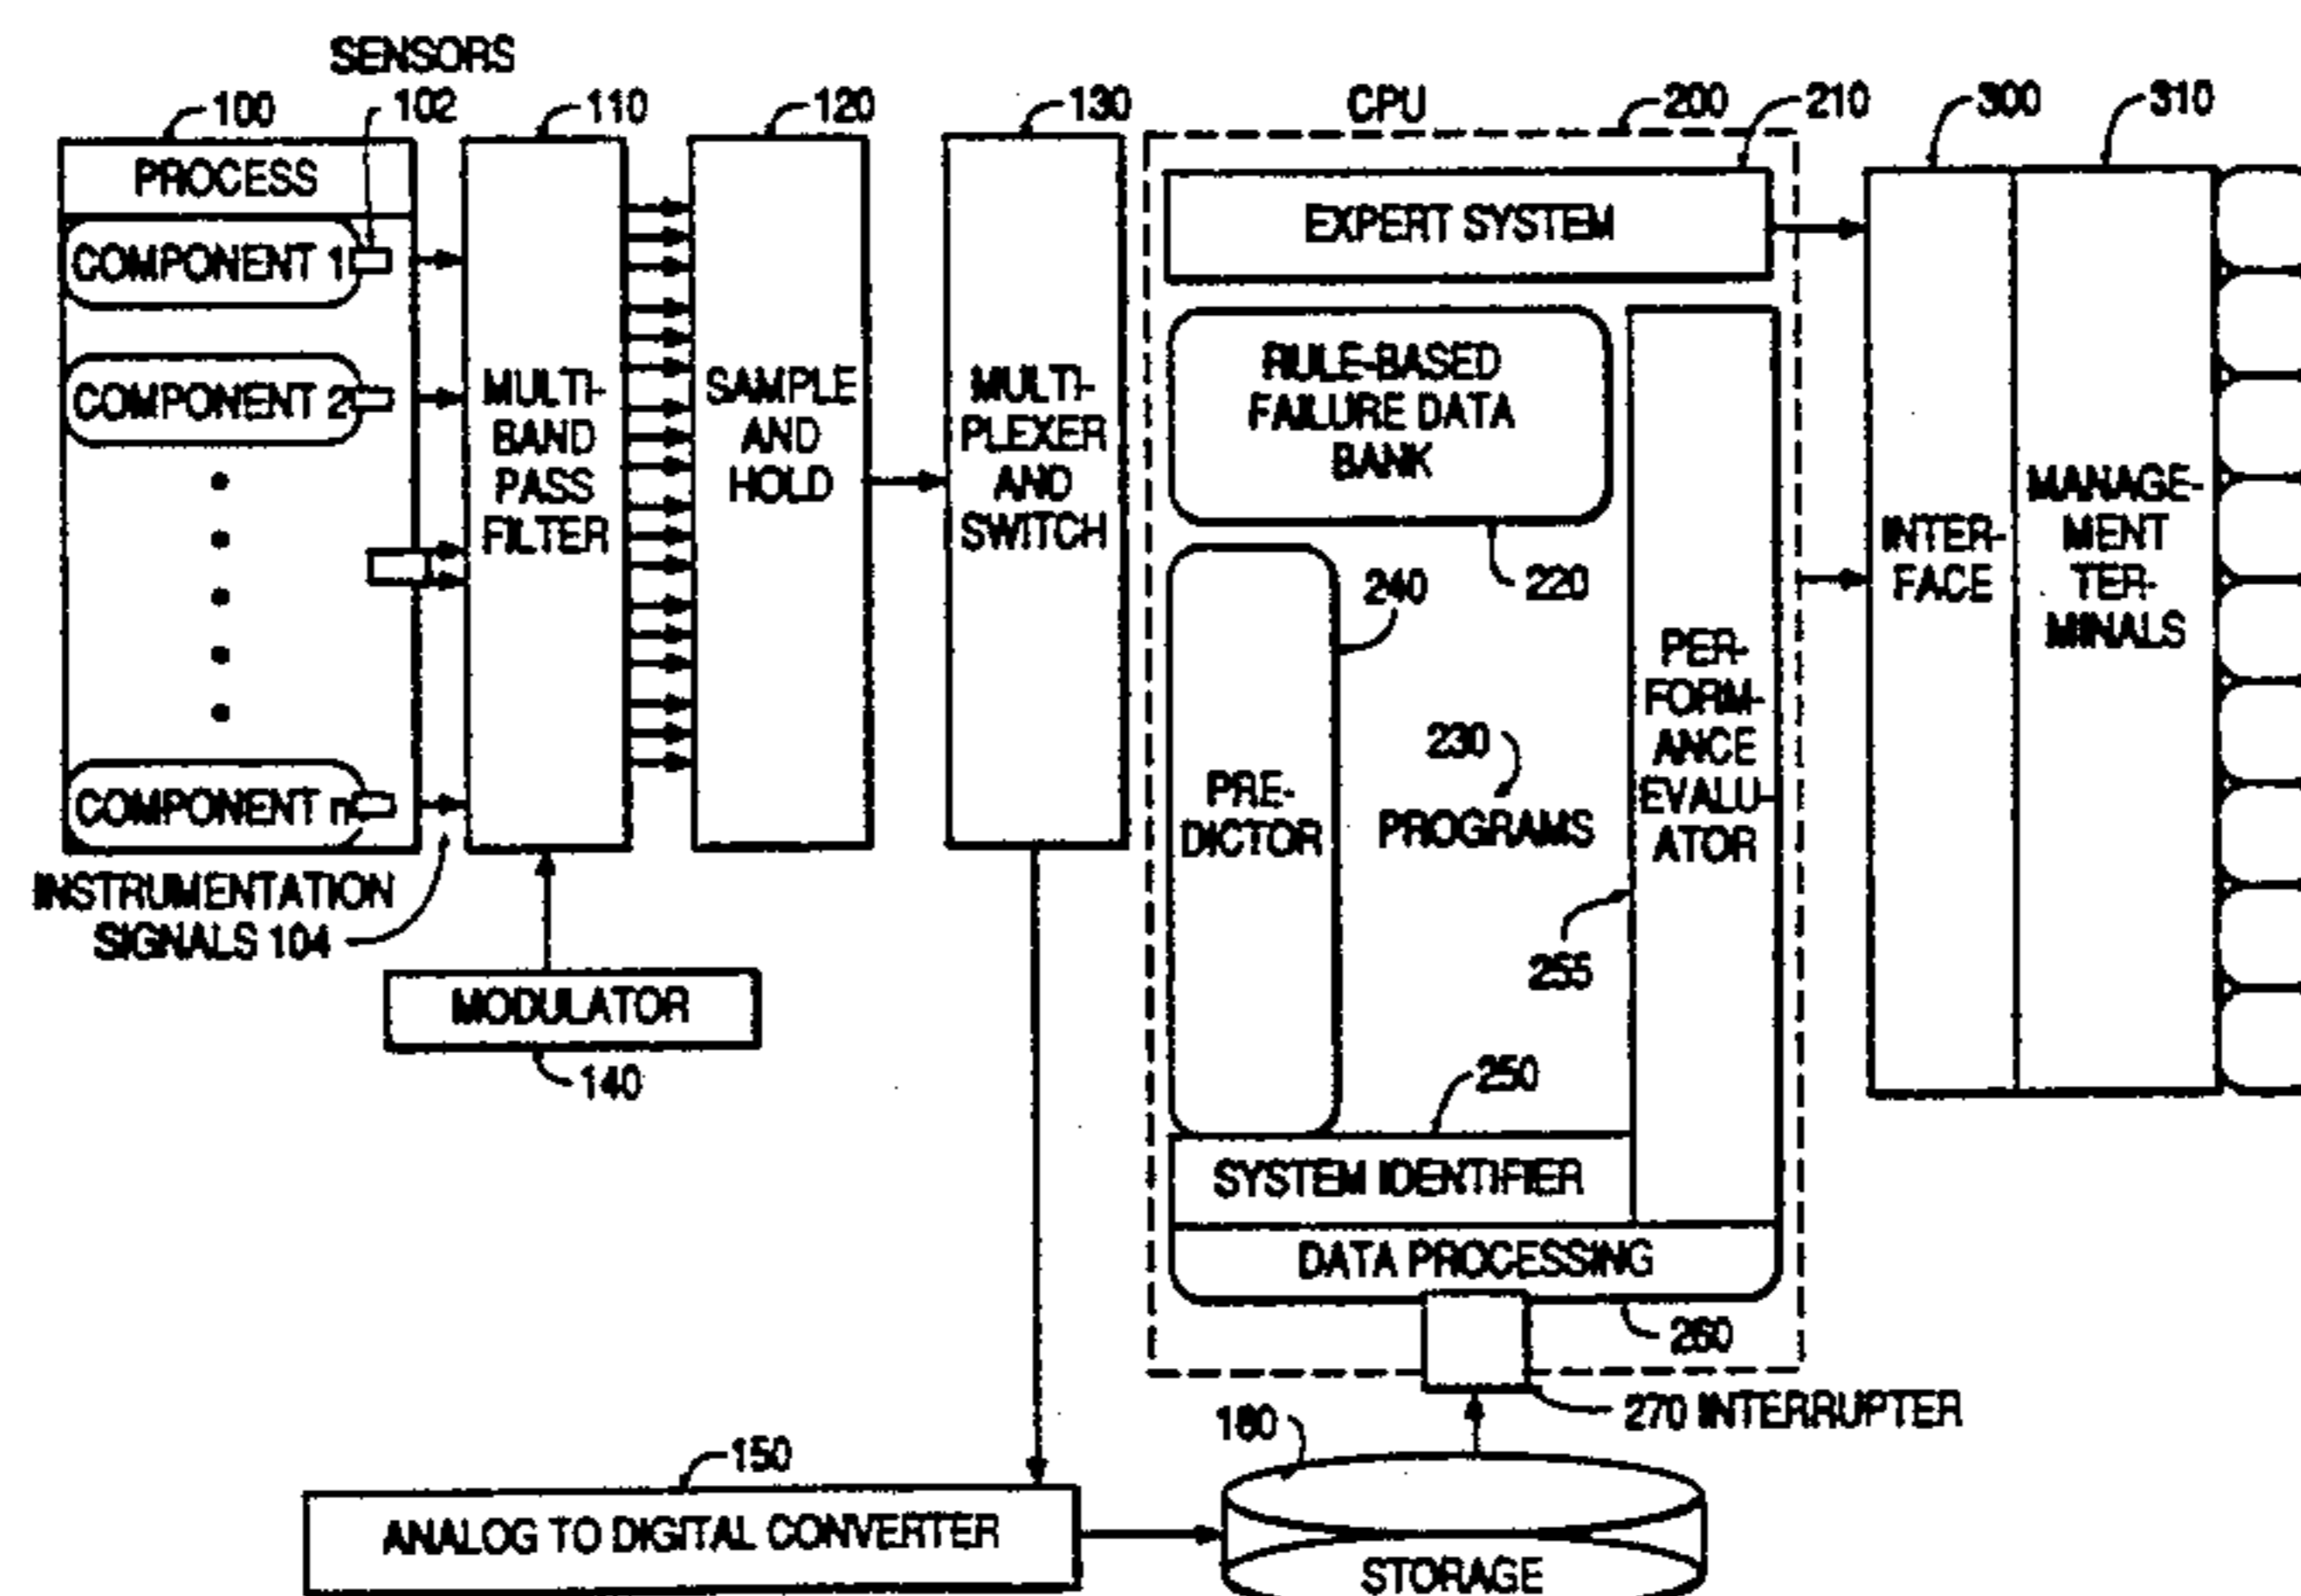 SENSORS
100
102
110
120
130
CPU
200
210
300
310
PROCESS
COMPONENT 1
COMPONENT 2
COMPONENT n
INSTRUMENTATION
SIGNALS 104
MULTI-
BAND
PASS
FILTER
SAMPLE
AND
HOLD
MULTI-
PLEXER
AND
SWITCH
MODULATOR
140
EXPERT SYSTEM
RULE-BASED
FAILURE DATA
BANK
220
240
PRE-
DICTOR
230
PROGRAMS
PER-
FORM-
ANCE
EVALU-
ATOR
255
250
SYSTEM IDENTIFIER
DATA PROCESSING
260
270 INTERRUPTER
INTER-
FACE
MANAGE-
MENT
TER-
MINALS
150
ANALOG TO DIGITAL CONVERTER
160
STORAGE